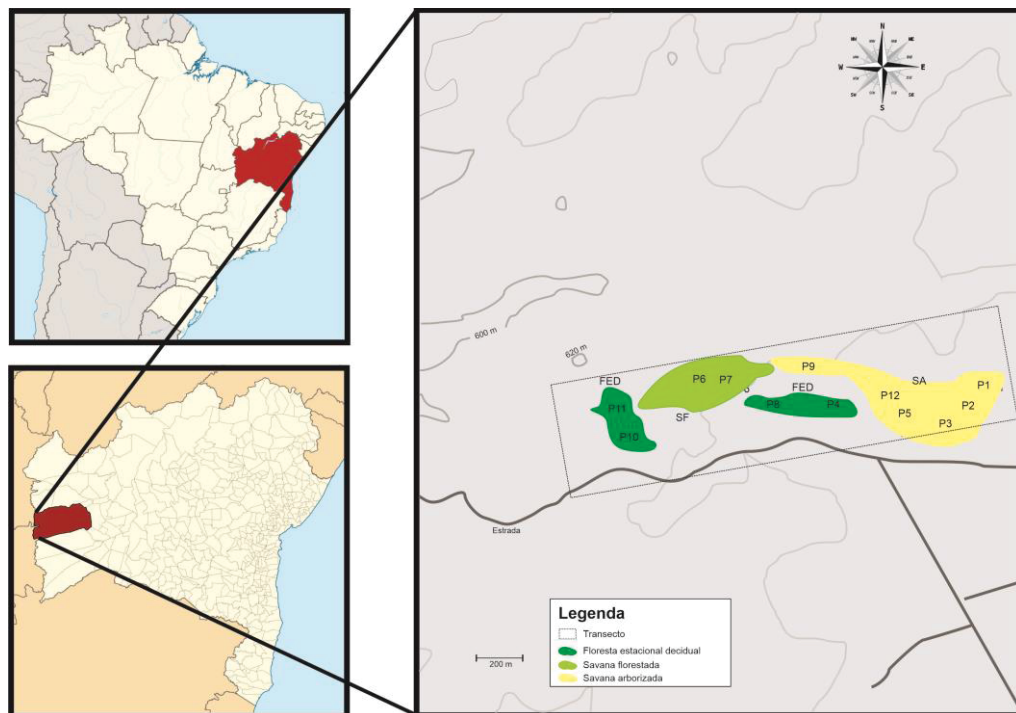 N
W
E
S
600 m
620 m
FED
P11
P10
P6
P7
SF
P9
FED
P8
P4
SA
P12
P5
P1
P2
P3
Estrada
Legenda
Transecto
Floresta estacional decidual
Savana florestada
Savana arborizada
200 m